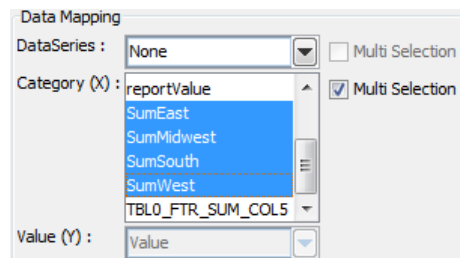 Data Mapping
DataSeries : None Multi Selection
Category (X) : reportValue Multi Selection
SumEast
SumMidwest
SumSouth
SumWest
TBL0_FTR_SUM_COL5
Value (Y) : Value